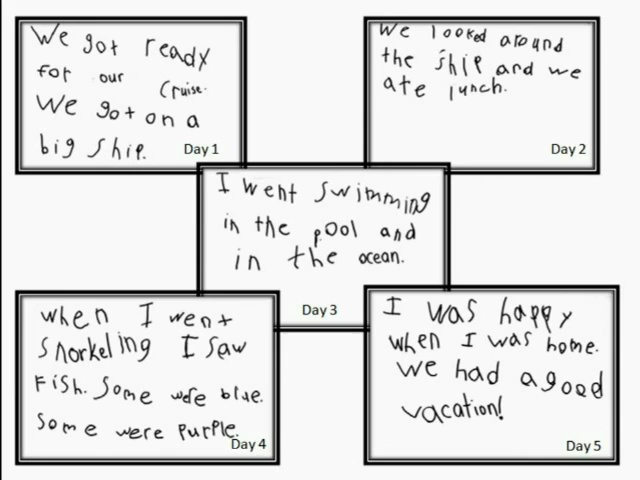 We got ready
for our cruise.
We got on a
big ship.
Day 1
We looked around
the ship and we
ate lunch.
Day 2
I went swimming
in the pool and
in the ocean.
Day 3
when I went
snorkeling I saw
Fish. Some were blue.
Some were purple.
Day 4
I was happy
when I was home.
We had a good
vacation!
Day 5